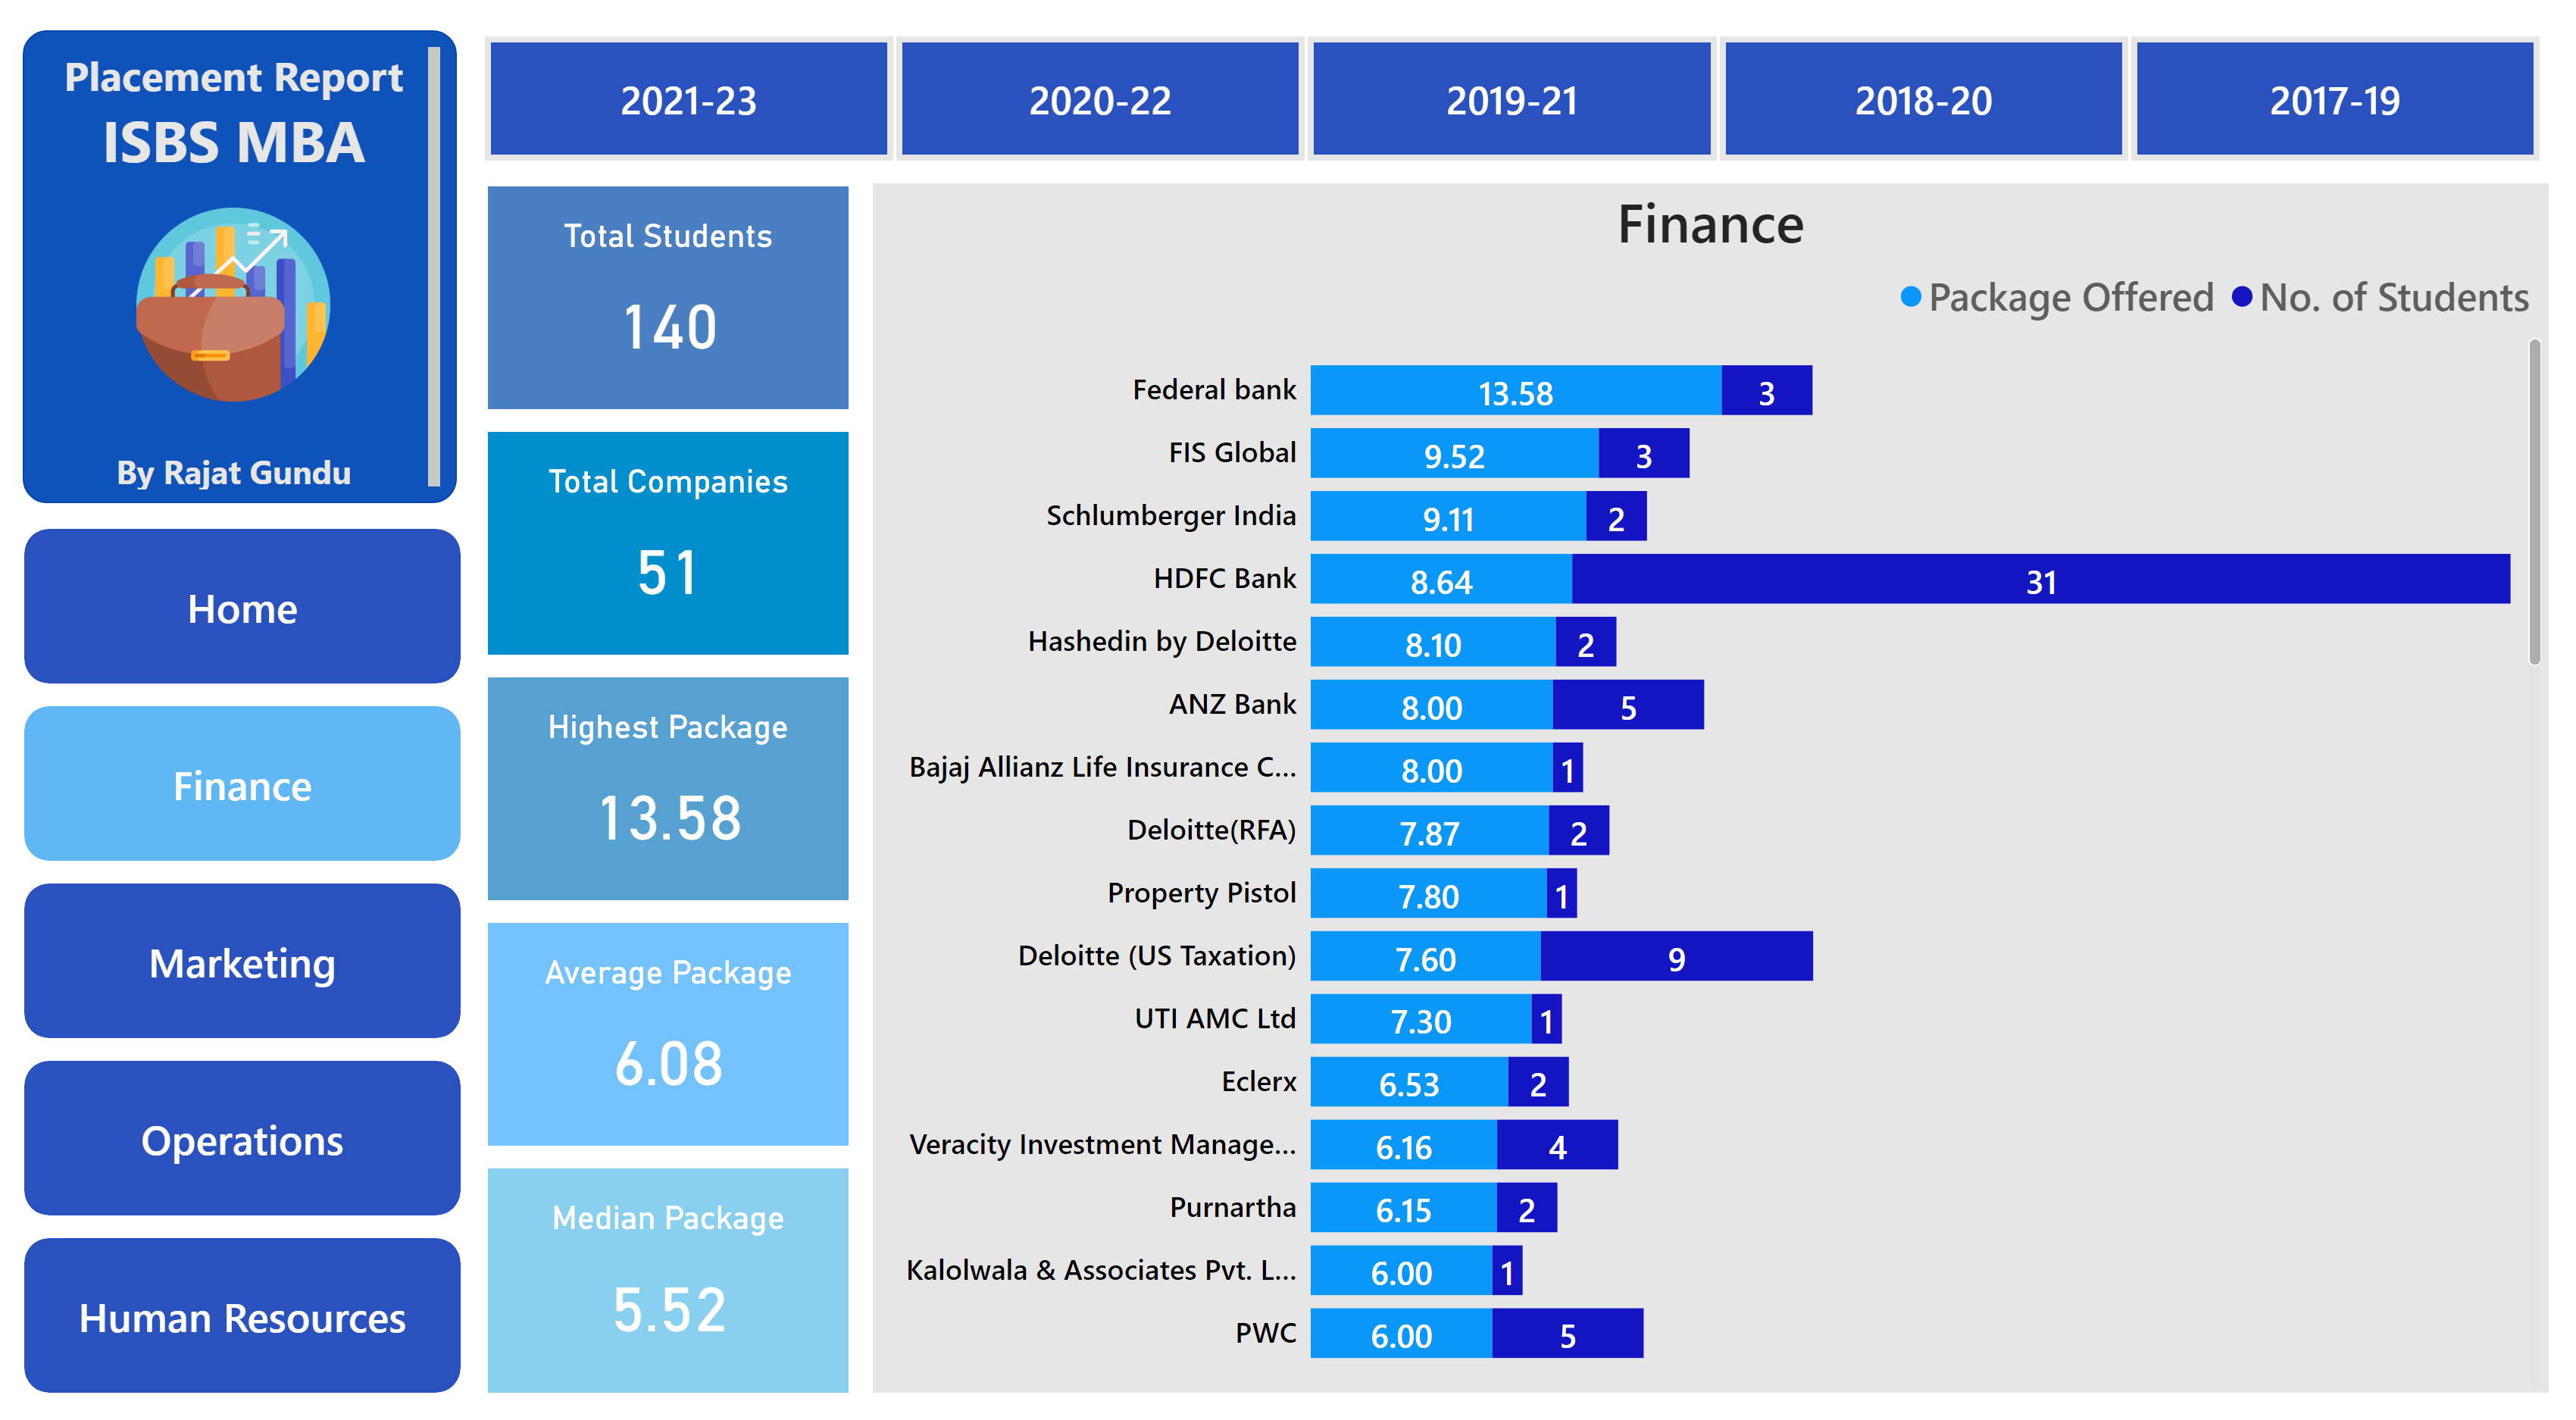 Placement Report
ISBS MBA
By Rajat Gundu
Home
Finance
Marketing
Operations
Human Resources
2021-23
2020-22
2019-21
2018-20
2017-19
Total Students
140
Total Companies
51
Highest Package
13.58
Average Package
6.08
Median Package
5.52
Finance
Package Offered No. of Students
Federal bank 13.58 3
FIS Global 9.52 3
Schlumberger India 9.11 2
HDFC Bank 8.64 31
Hashedin by Deloitte 8.10 2
ANZ Bank 8.00 5
Bajaj Allianz Life Insurance C... 8.00 1
Deloitte(RFA) 7.87 2
Property Pistol 7.80 1
Deloitte (US Taxation) 7.60 9
UTI AMC Ltd 7.30 1
Eclerx 6.53 2
Veracity Investment Manage... 6.16 4
Purnartha 6.15 2
Kalolwala & Associates Pvt. L... 6.00 1
PWC 6.00 5